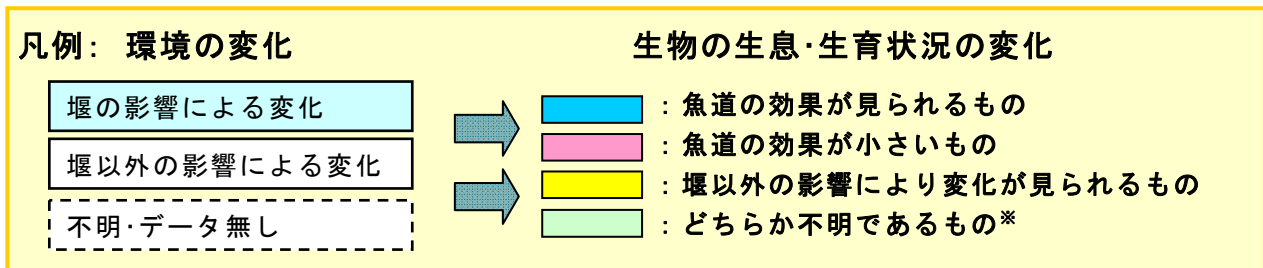 凡例： 環境の変化
生物の生息･生育状況の変化
堰の影響による変化
堰以外の影響による変化
不明･データ無し
：魚道の効果が見られるもの
：魚道の効果が小さいもの
：堰以外の影響により変化が見られるもの
：どちらか不明であるもの※